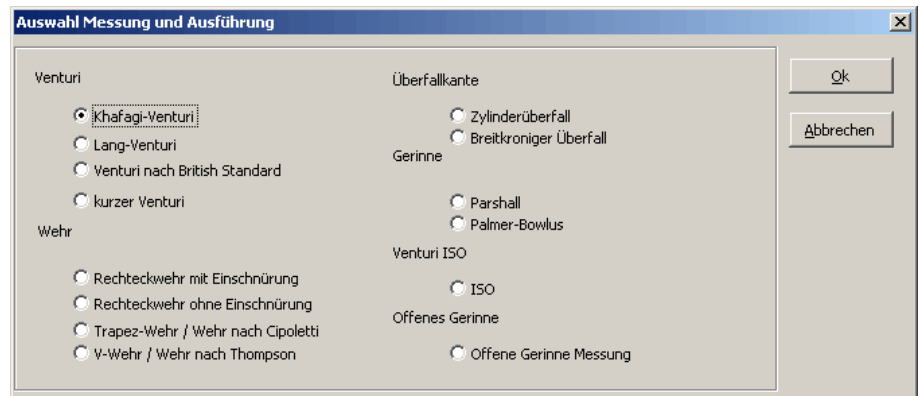 Auswahl Messung und Ausführung
Venturi
Khafagi-Venturi
Lang-Venturi
Venturi nach British Standard
kurzer Venturi
Wehr
Rechteckwehr mit Einschnürung
Rechteckwehr ohne Einschnürung
Trapez-Wehr / Wehr nach Cipoletti
V-Wehr / Wehr nach Thompson
Überfallkante
Zylinderüberfall
Breitkroniger Überfall
Gerinne
Parshall
Palmer-Bowlus
Venturi ISO
ISO
Offenes Gerinne
Offene Gerinne Messung
Ok
Abbrechen